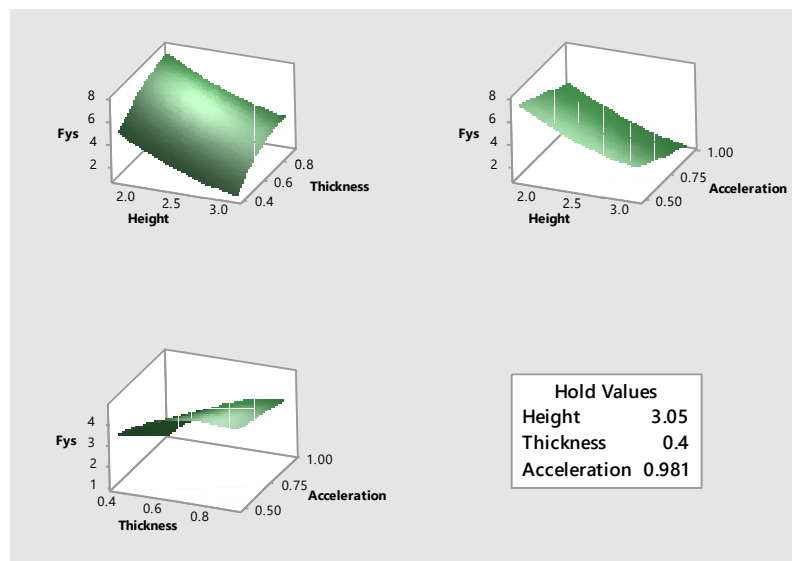 8
6
4
2
Fys
2.0
2.5
3.0
Height
0.4
0.6
0.8
Thickness
8
6
4
2
Fys
2.0
2.5
3.0
Height
0.50
0.75
1.00
Acceleration
4
3
2
1
Fys
0.4
0.6
0.8
Thickness
0.50
0.75
1.00
Acceleration
Hold Values
Height 3.05
Thickness 0.4
Acceleration 0.981